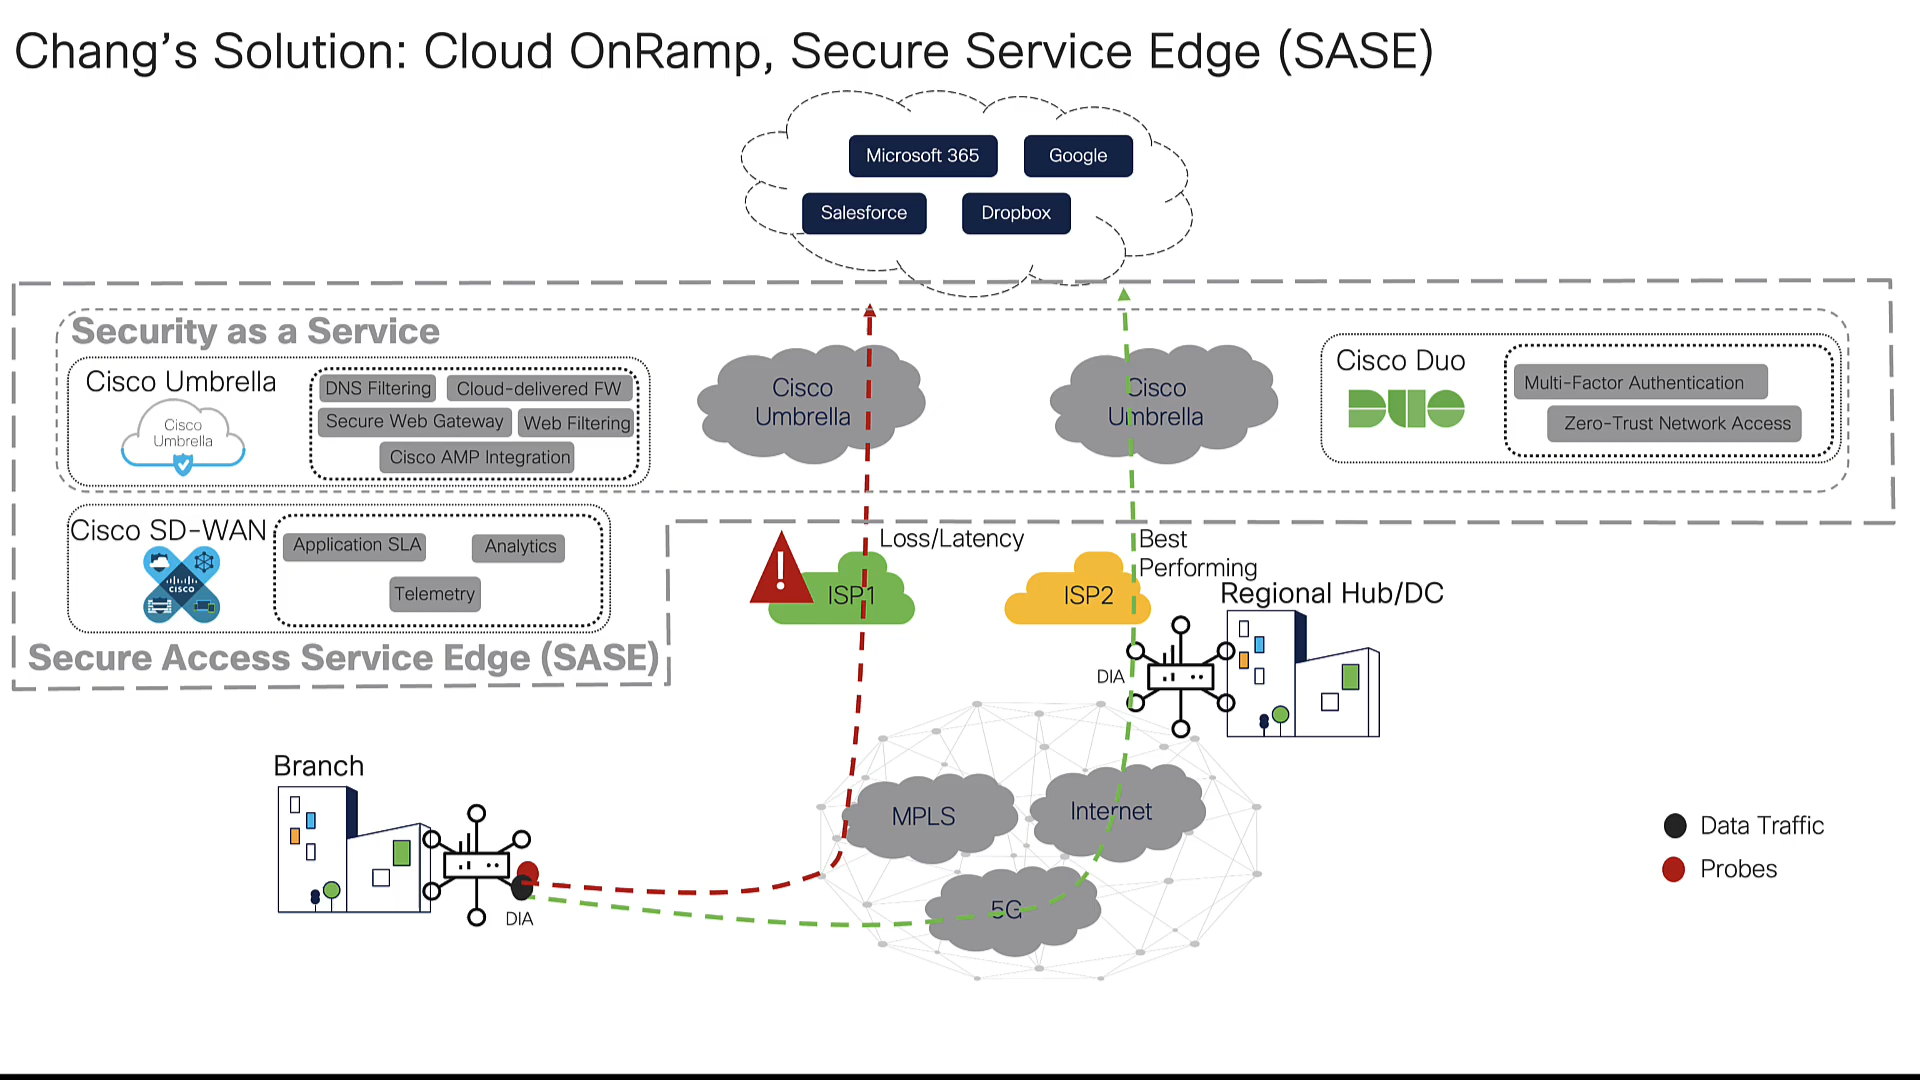 Chang's Solution: Cloud OnRamp, Secure Service Edge (SASE)
Microsoft 365
Google
Salesforce
Dropbox
Security as a Service
Cisco Umbrella
Cisco
Umbrella
DNS Filtering
Cloud-delivered FW
Secure Web Gateway
Web Filtering
Cisco AMP Integration
Cisco
Umbrella
Cisco
Umbrella
Cisco Duo
DUO
Multi-Factor Authentication
Zero-Trust Network Access
Cisco SD-WAN
CISCO
Application SLA
Analytics
Telemetry
Secure Access Service Edge (SASE)
Loss/Latency
ISP1
ISP2
Best
Performing
Regional Hub/DC
DIA
Branch
DIA
MPLS
Internet
5G
Data Traffic
Probes